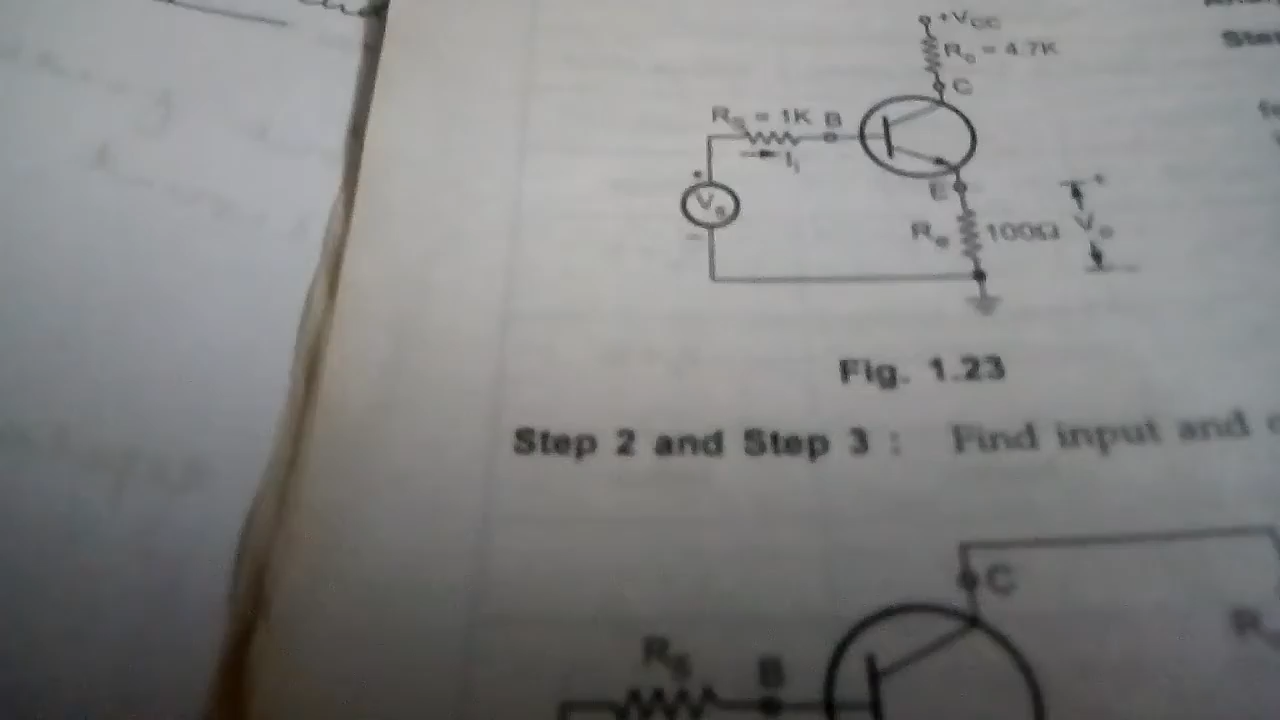 +VCC
Rc = 4.7K
C
RS = 1K B
Ii
E
Vs
Re 100Ω Vo
Fig. 1.23
Step 2 and Step 3 : Find input and
C
RS
B